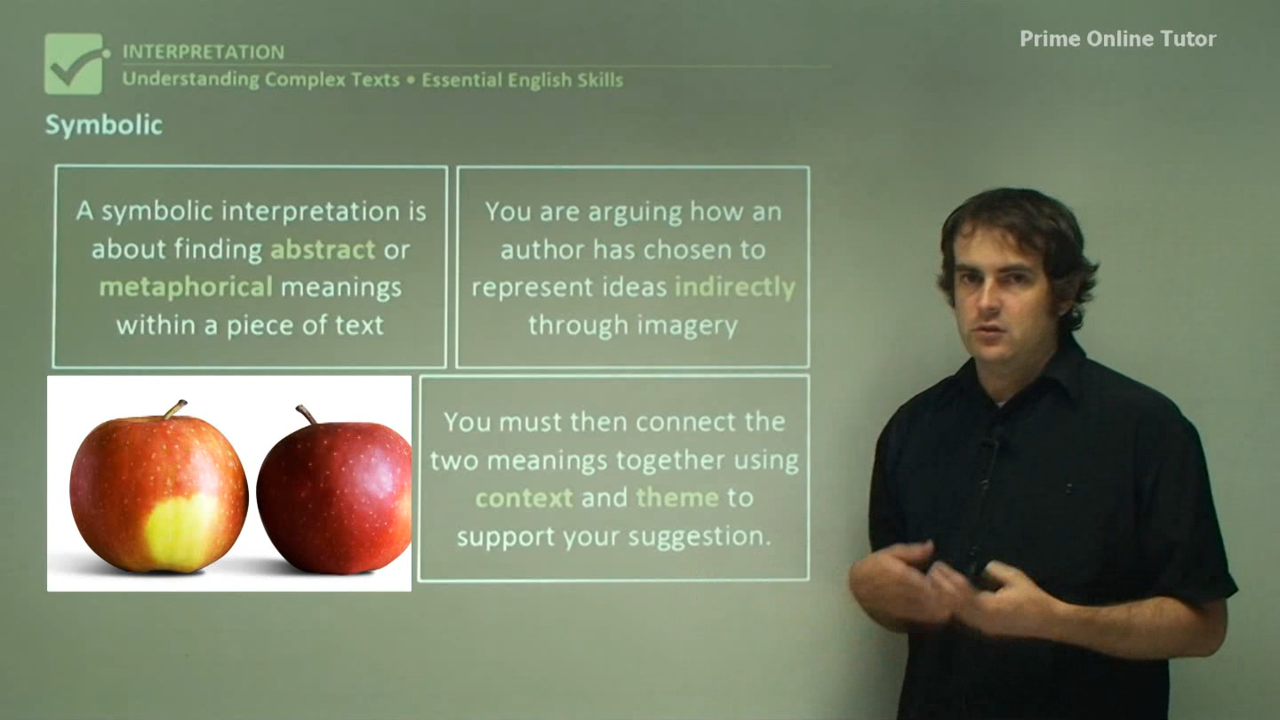 Prime Online Tutor
INTERPRETATION
Understanding Complex Texts • Essential English Skills
Symbolic
A symbolic interpretation is
about finding abstract or
metaphorical meanings
within a piece of text
You are arguing how an
author has chosen to
represent ideas indirectly
through imagery
You must then connect the
two meanings together using
context and theme to
support your suggestion.